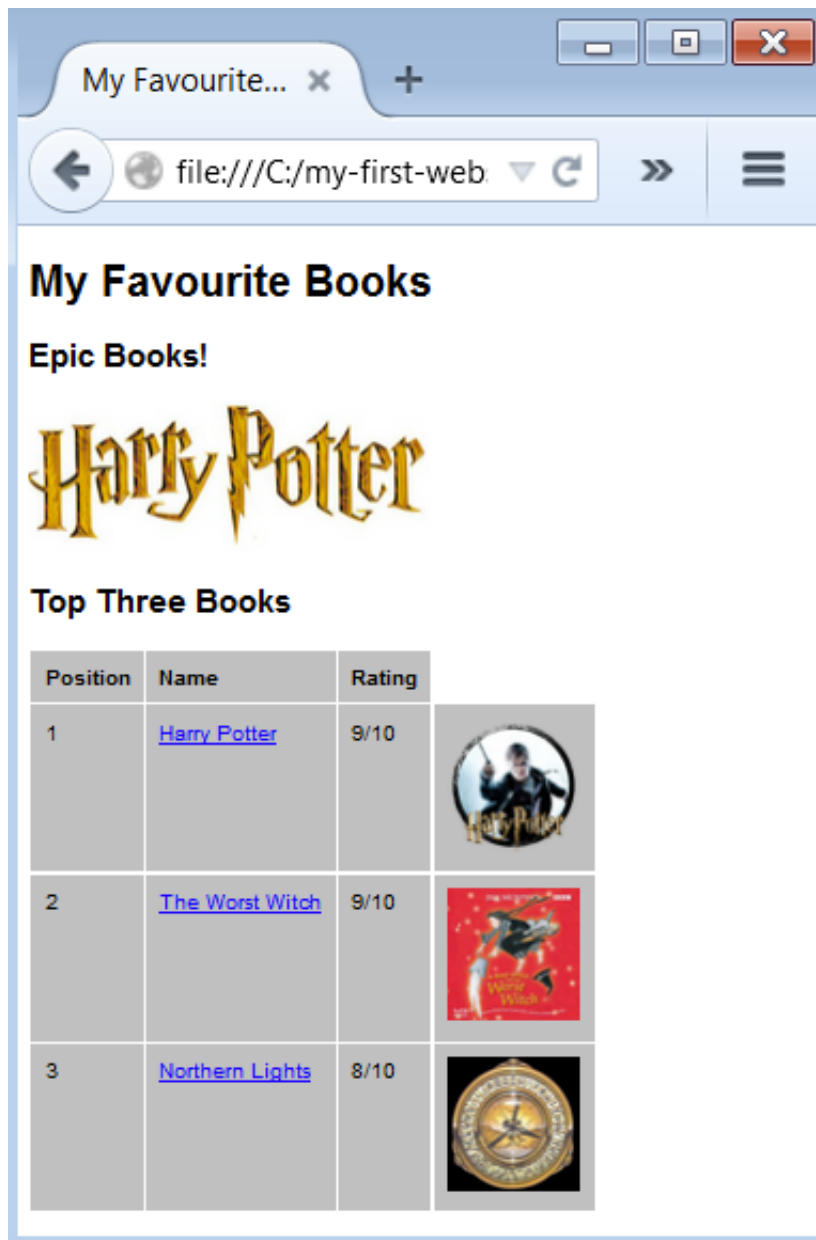 My Favourite...
file:///C:/my-first-web
My Favourite Books
Epic Books!
Harry Potter
Top Three Books
Position Name Rating
1 Harry Potter 9/10
Harry Potter
2 The Worst Witch 9/10
Worst
Witch
3 Northern Lights 8/10